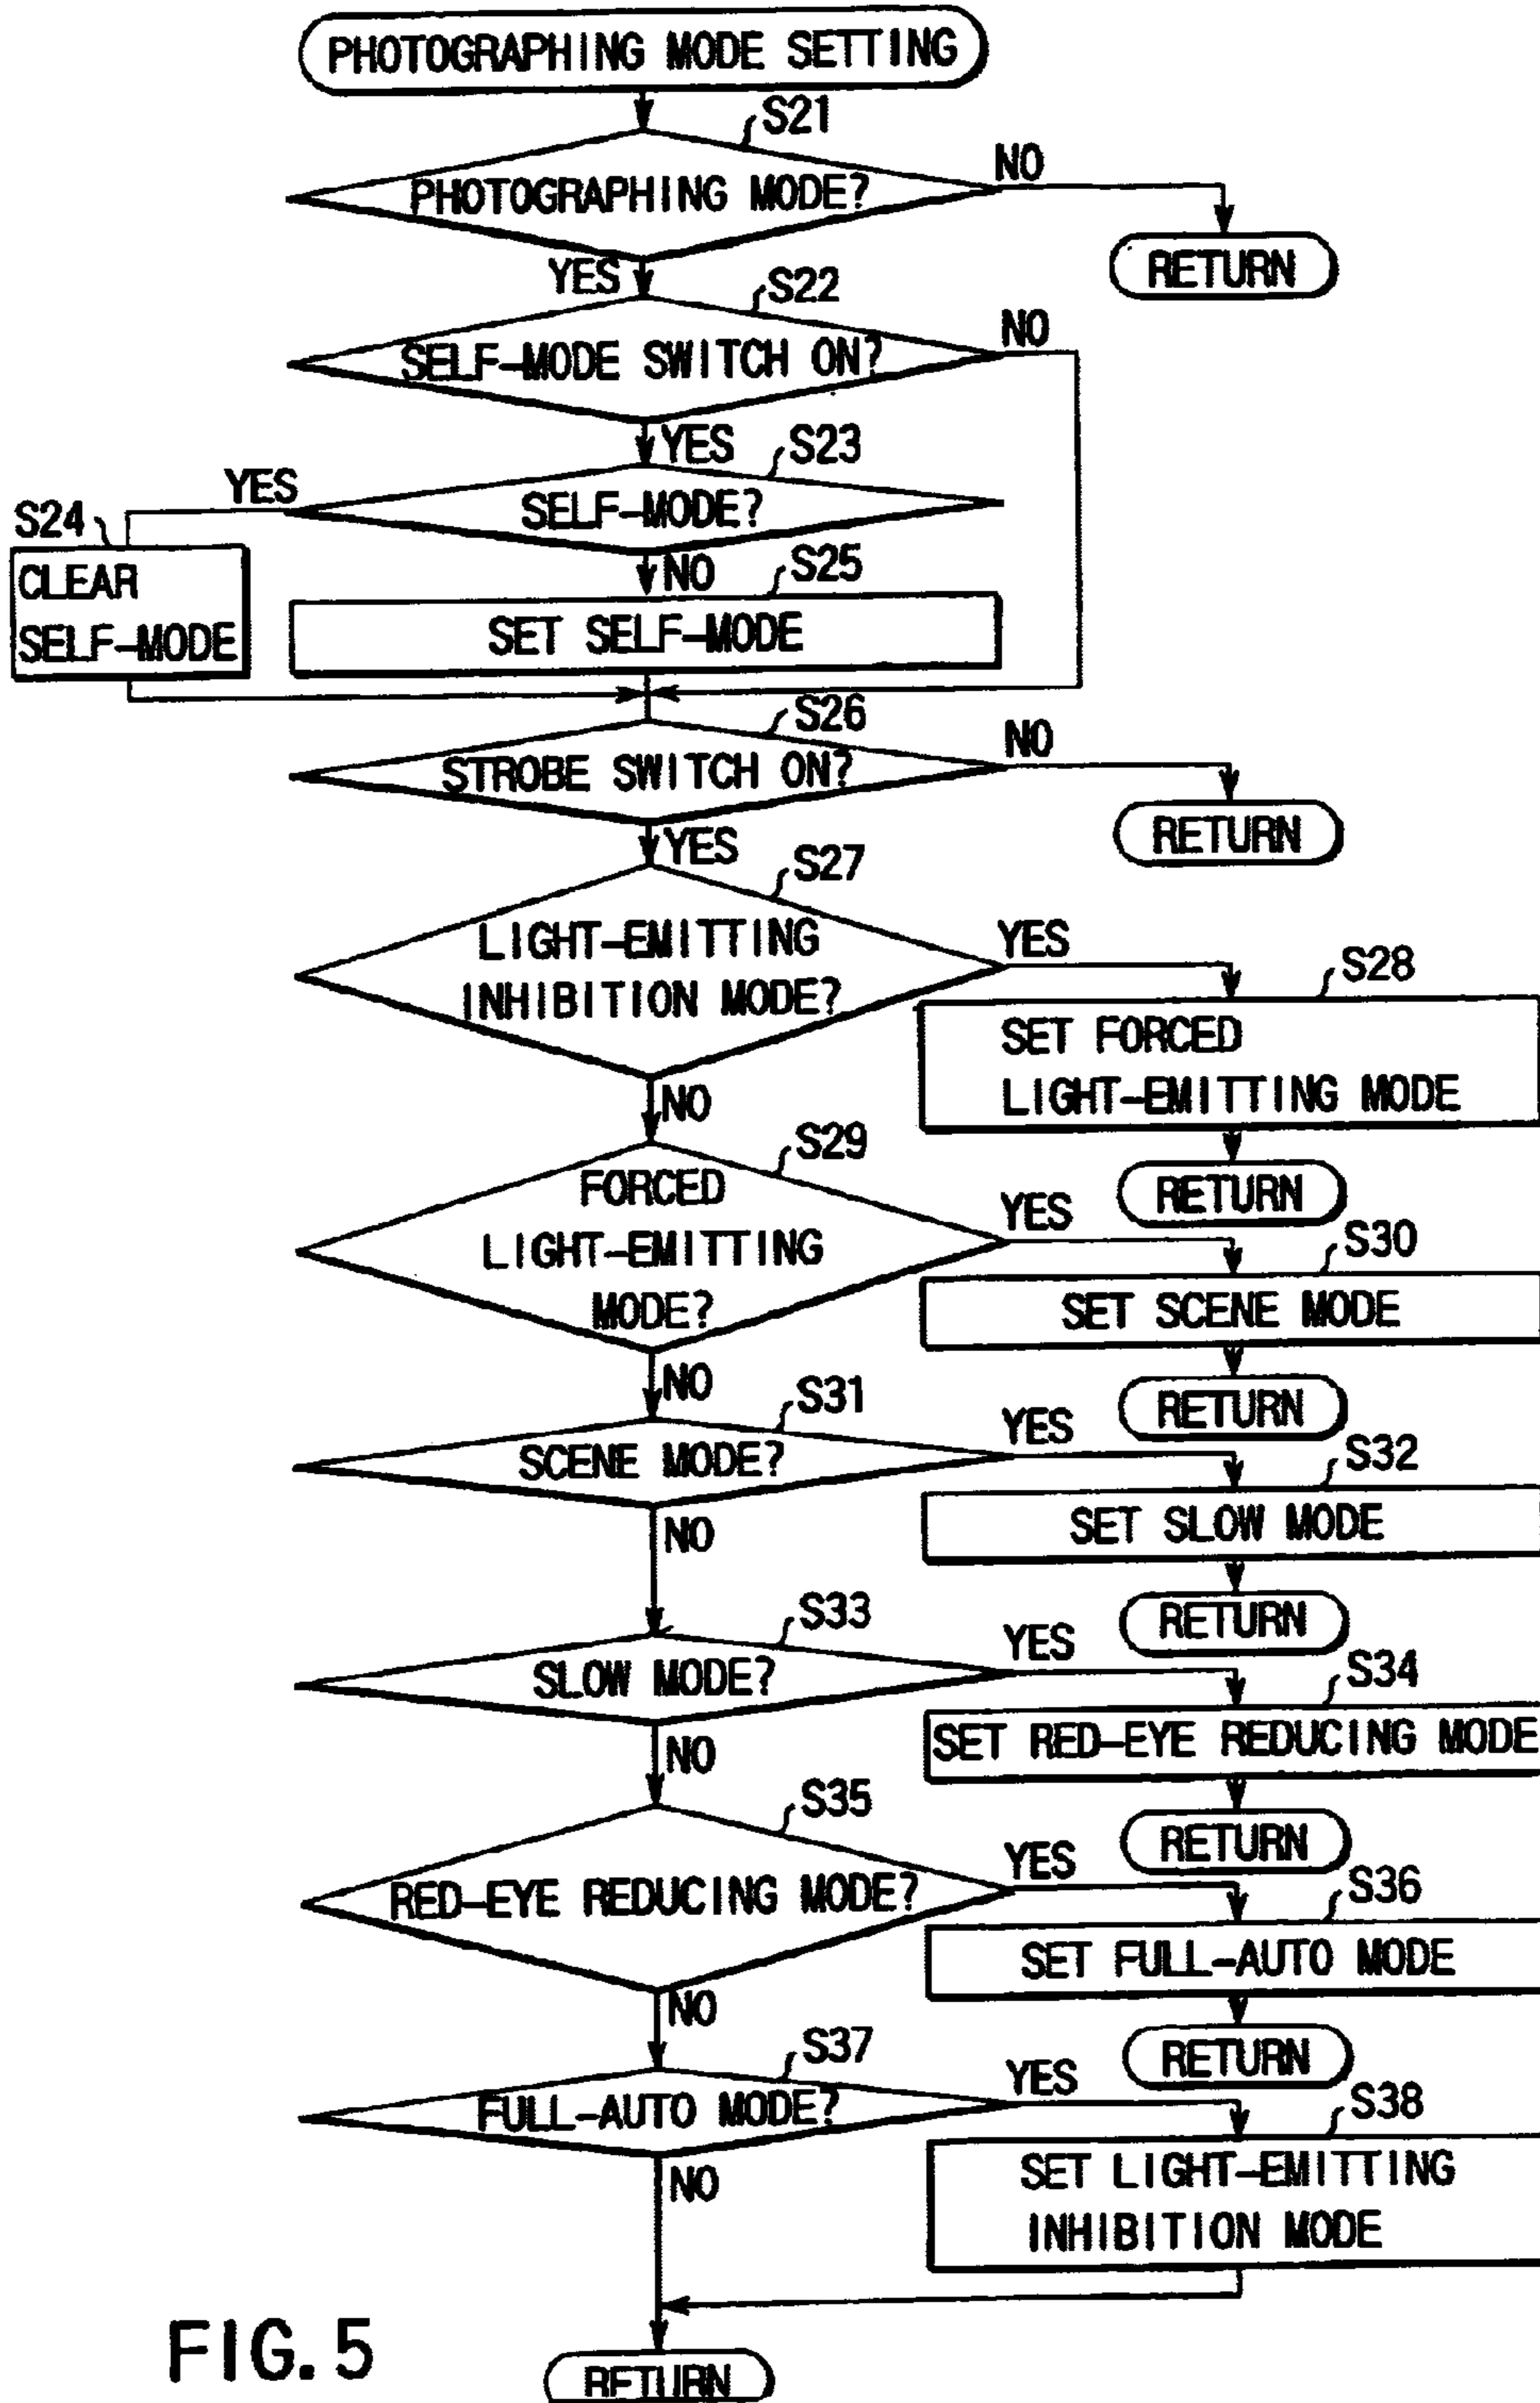 PHOTOGRAPHING MODE SETTING
S21
PHOTOGRAPHING MODE?
NO
RETURN
YES
S22
SELF-MODE SWITCH ON?
NO
YES
S23
SELF-MODE?
YES
S24
CLEAR
SELF-MODE
NO
S25
SET SELF-MODE
S26
STROBE SWITCH ON?
NO
RETURN
YES
S27
LIGHT-EMITTING
INHIBITION MODE?
YES
S28
SET FORCED
LIGHT-EMITTING MODE
RETURN
NO
S29
FORCED
LIGHT-EMITTING
MODE?
YES
S30
SET SCENE MODE
RETURN
NO
S31
SCENE MODE?
YES
S32
SET SLOW MODE
RETURN
NO
S33
SLOW MODE?
YES
S34
SET RED-EYE REDUCING MODE
RETURN
NO
S35
RED-EYE REDUCING MODE?
YES
S36
SET FULL-AUTO MODE
RETURN
NO
S37
FULL-AUTO MODE?
YES
S38
SET LIGHT-EMITTING
INHIBITION MODE
NO
RETURN
FIG. 5